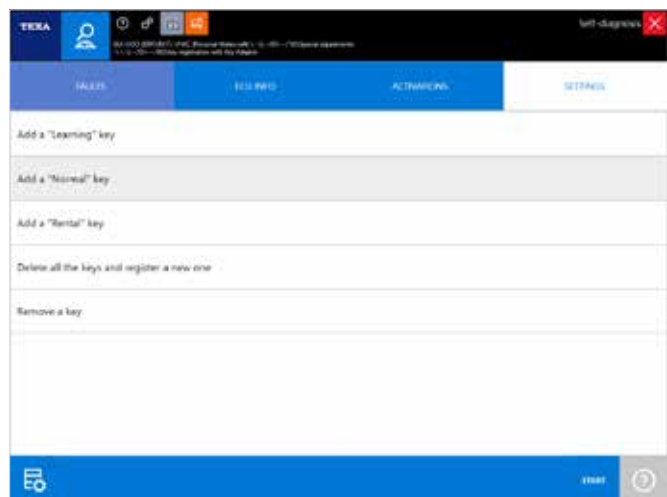 TEXA
Self-diagnosis
FAULTS
ECU INFO
ACTIVATIONS
SETTINGS
Add a "Learning" key
Add a "Normal" key
Add a "Rental" key
Delete all the keys and register a new one
Remove a key
START